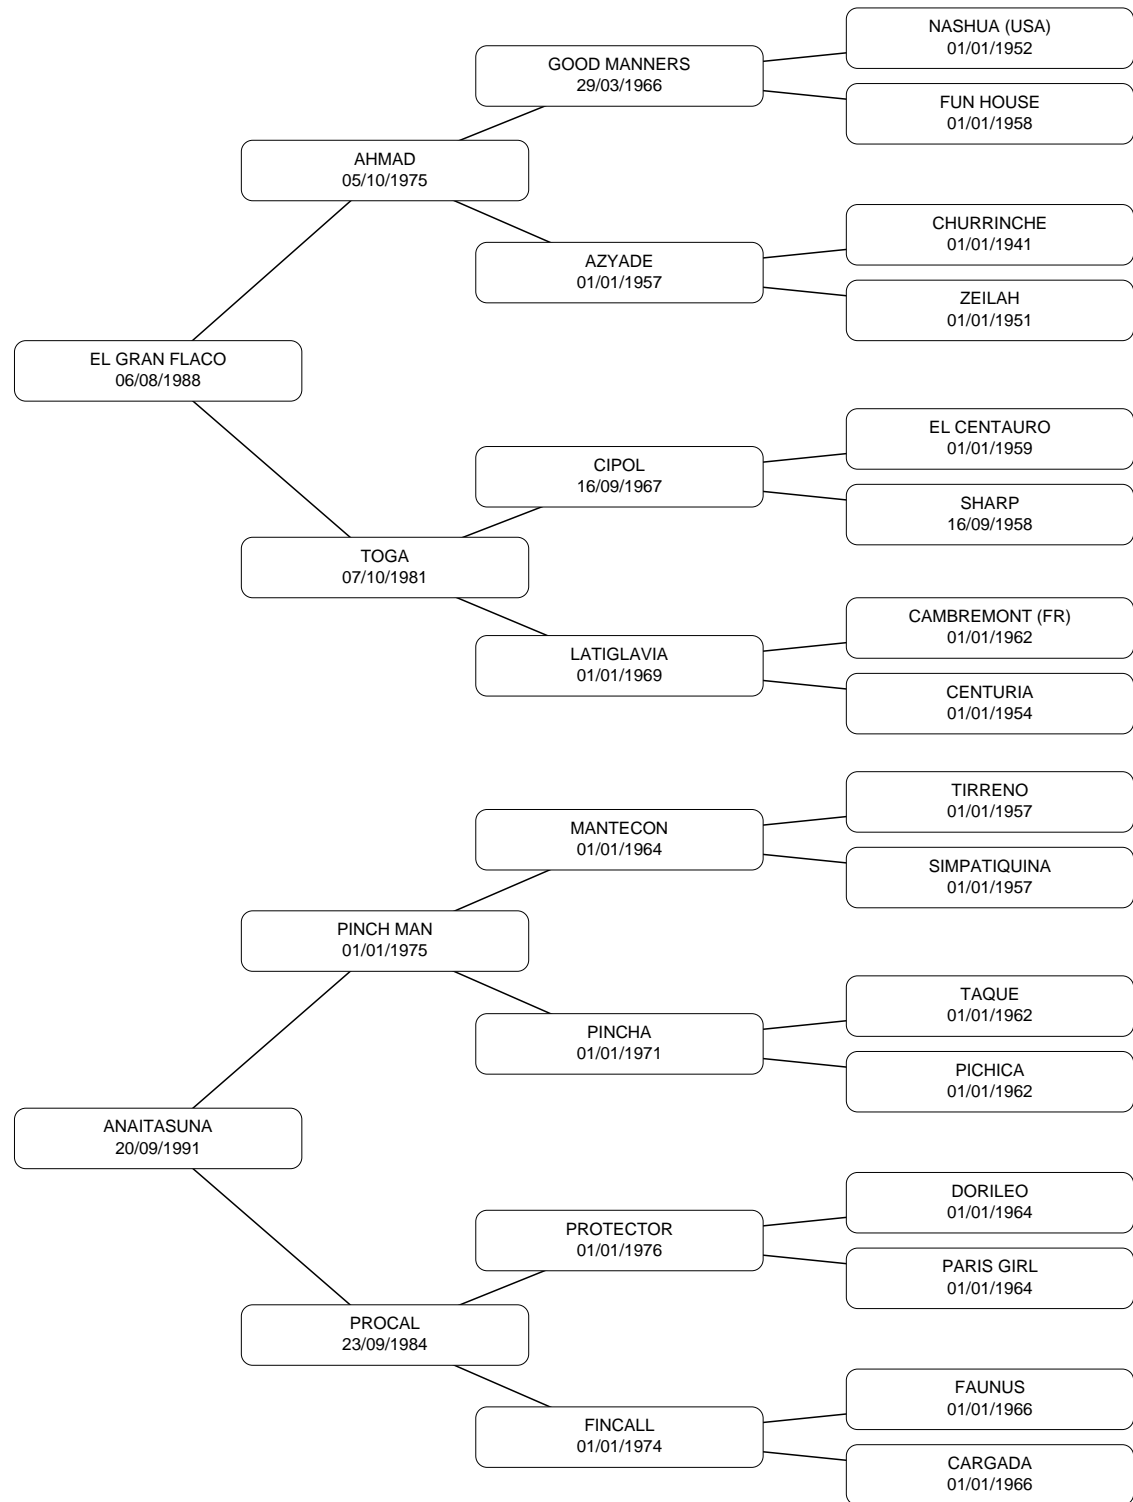 NASHUA (USA)
01/01/1952
GOOD MANNERS
29/03/1966
FUN HOUSE
01/01/1958
AHMAD
05/10/1975
CHURRINCHE
01/01/1941
AZYADE
01/01/1957
ZEILAH
01/01/1951
EL GRAN FLACO
06/08/1988
EL CENTAURO
01/01/1959
CIPOL
16/09/1967
SHARP
16/09/1958
TOGA
07/10/1981
CAMBREMONT (FR)
01/01/1962
LATIGLAVIA
01/01/1969
CENTURIA
01/01/1954
TIRRENO
01/01/1957
MANTECON
01/01/1964
SIMPATIQUINA
01/01/1957
PINCH MAN
01/01/1975
TAQUE
01/01/1962
PINCHA
01/01/1971
PICHICA
01/01/1962
ANAITASUNA
20/09/1991
DORILEO
01/01/1964
PROTECTOR
01/01/1976
PARIS GIRL
01/01/1964
PROCAL
23/09/1984
FAUNUS
01/01/1966
FINCALL
01/01/1974
CARGADA
01/01/1966